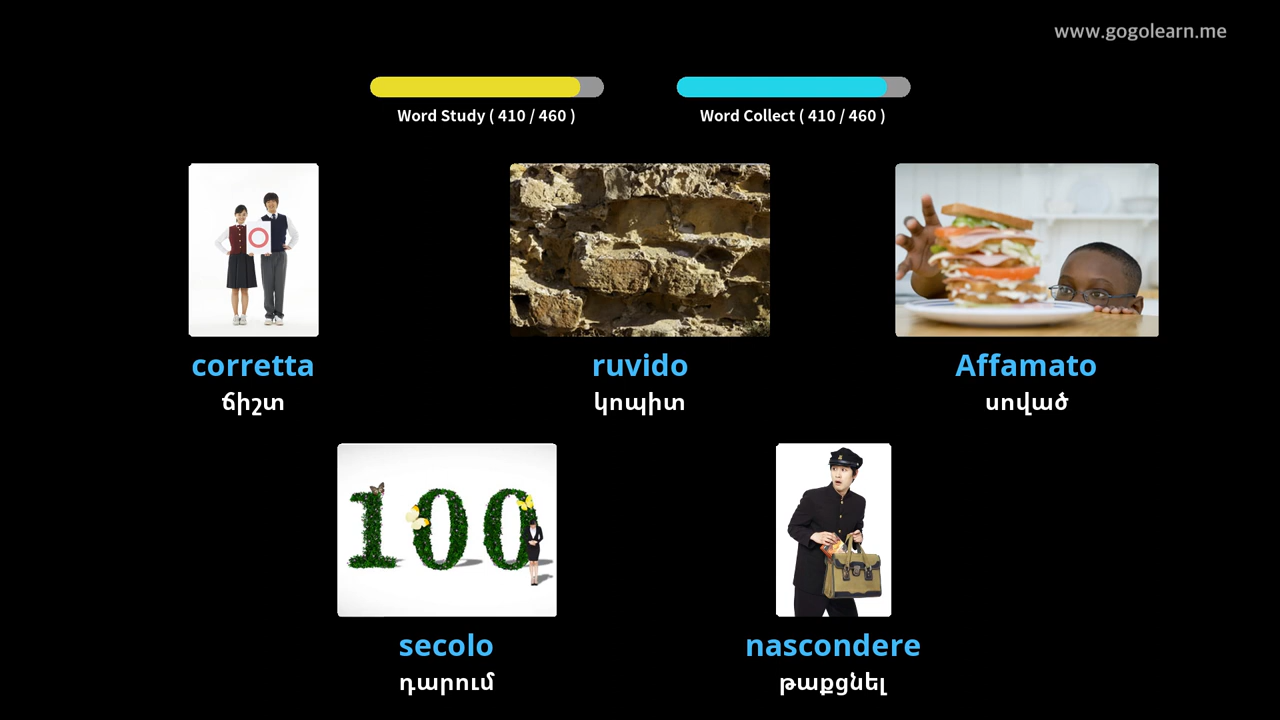 www.gogolearn.me
Word Study ( 410 / 460 )
Word Collect ( 410 / 460 )
corretta
ճիշտ
ruvido
կոպիտ
Affamato
սոված
100
secolo
դարում
nascondere
թաքցնել